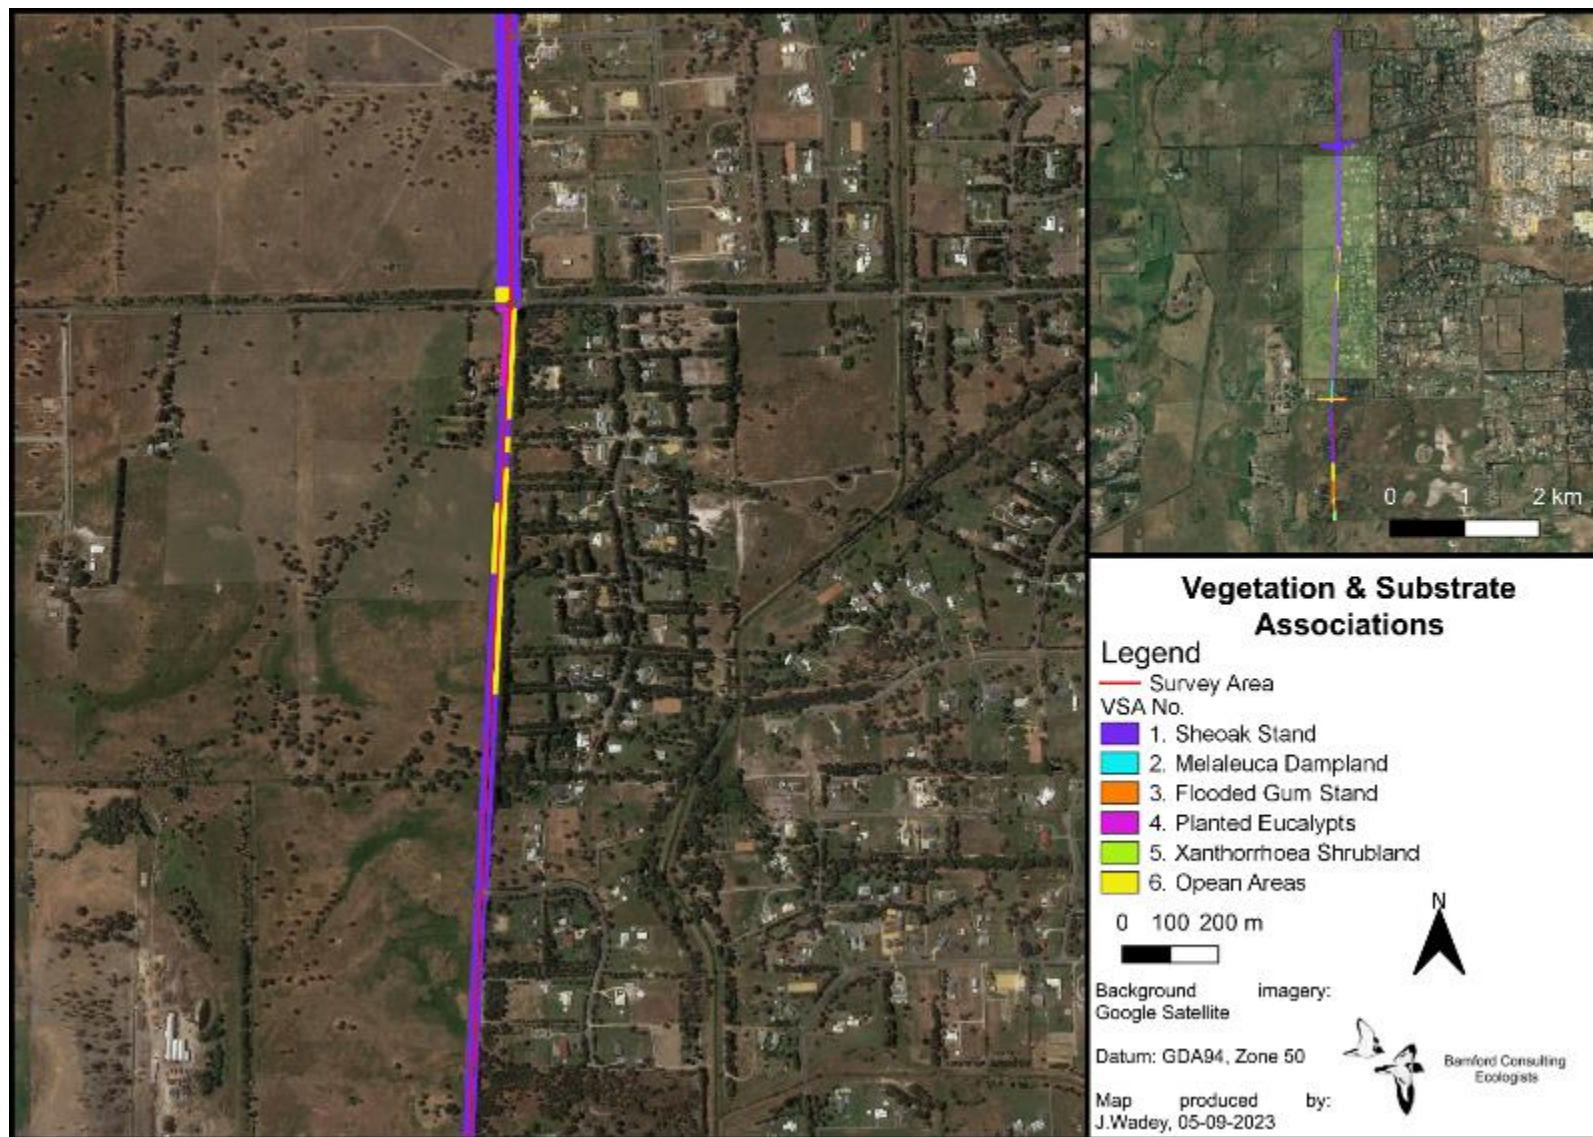 0 1 2 km
Vegetation & Substrate
Associations
Legend
Survey Area
VSA No.
1. Sheoak Stand
2. Melaleuca Dampland
3. Flooded Gum Stand
4. Planted Eucalypts
5. Xanthorrhoea Shrubland
6. Opean Areas
N
0 100 200 m
Background imagery:
Google Satellite
Datum: GDA94, Zone 50
Bamford Consulting
Ecologists
Map produced by:
J.Wadey, 05-09-2023